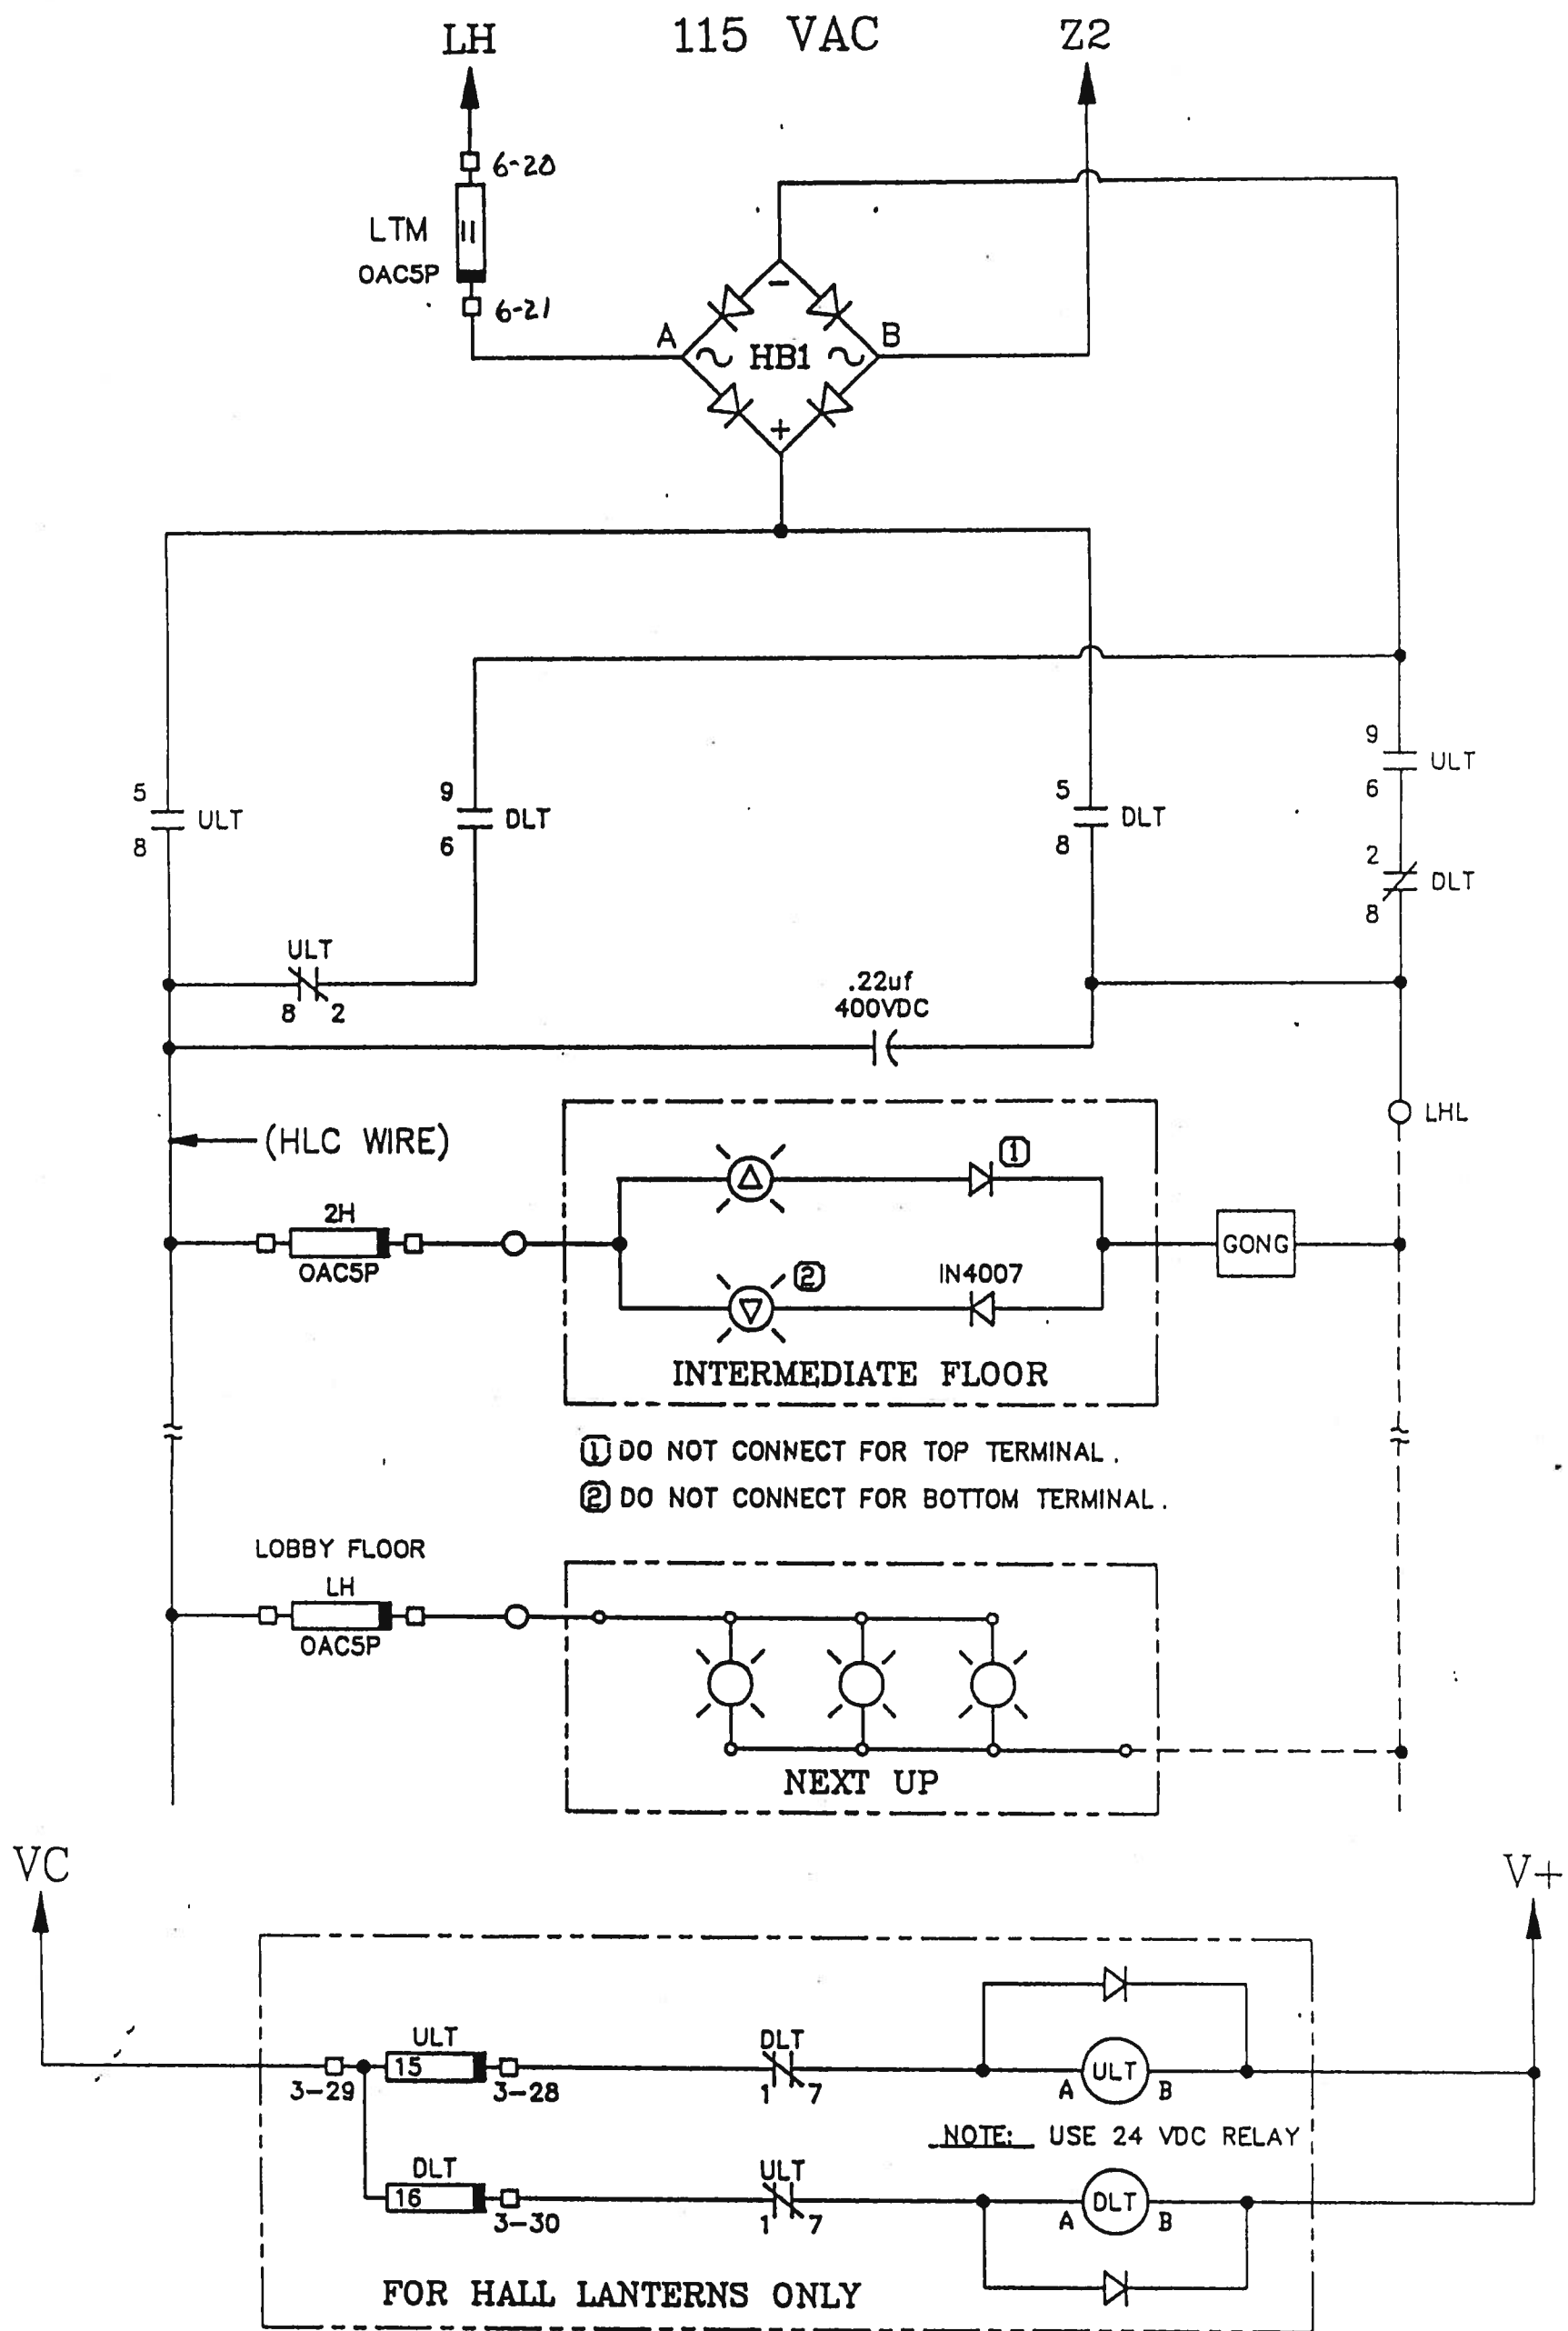 LH 115 VAC Z2
6-20
LTM
11
OAC5P
6-21
A B
−
~ HB1 ~
+
9
ULT
6
5
ULT
8
9
DLT
6
5
DLT
8
2
DLT
8
ULT
8 2
.22uf
400VDC
LHL
(HLC WIRE)
1
2H
OAC5P
GONG
2
IN4007
INTERMEDIATE FLOOR
1 DO NOT CONNECT FOR TOP TERMINAL.
2 DO NOT CONNECT FOR BOTTOM TERMINAL.
LOBBY FLOOR
LH
OAC5P
NEXT UP
VC V+
ULT
15
3-29 3-28
DLT
1 7
ULT
A B
NOTE: USE 24 VDC RELAY
DLT
16
3-30
ULT
1 7
DLT
A B
FOR HALL LANTERNS ONLY